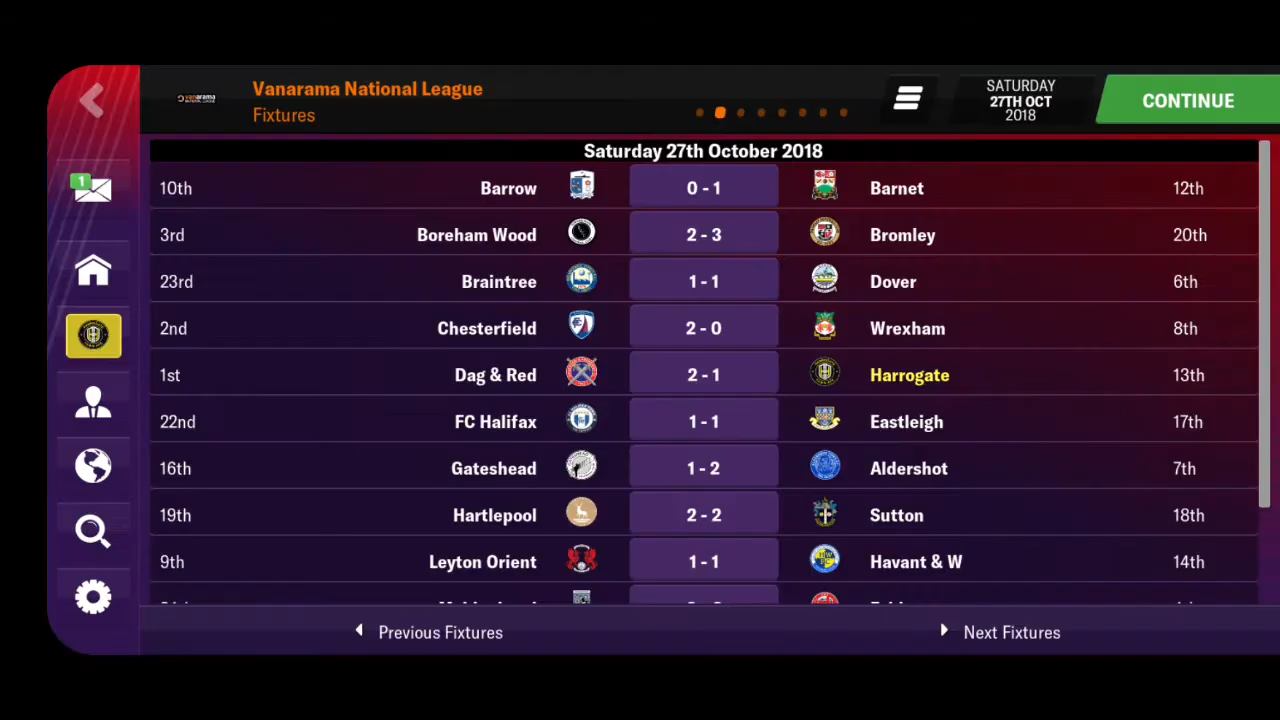 Vanarama National League
Fixtures
SATURDAY
27TH OCT
2018
CONTINUE
1
Saturday 27th October 2018
10th Barrow 0 - 1 Barnet 12th
3rd Boreham Wood 2 - 3 Bromley 20th
23rd Braintree 1 - 1 Dover 6th
2nd Chesterfield 2 - 0 Wrexham 8th
1st Dag & Red 2 - 1 Harrogate 13th
22nd FC Halifax 1 - 1 Eastleigh 17th
16th Gateshead 1 - 2 Aldershot 7th
19th Hartlepool 2 - 2 Sutton 18th
9th Leyton Orient 1 - 1 Havant & W 14th
Previous Fixtures
Next Fixtures